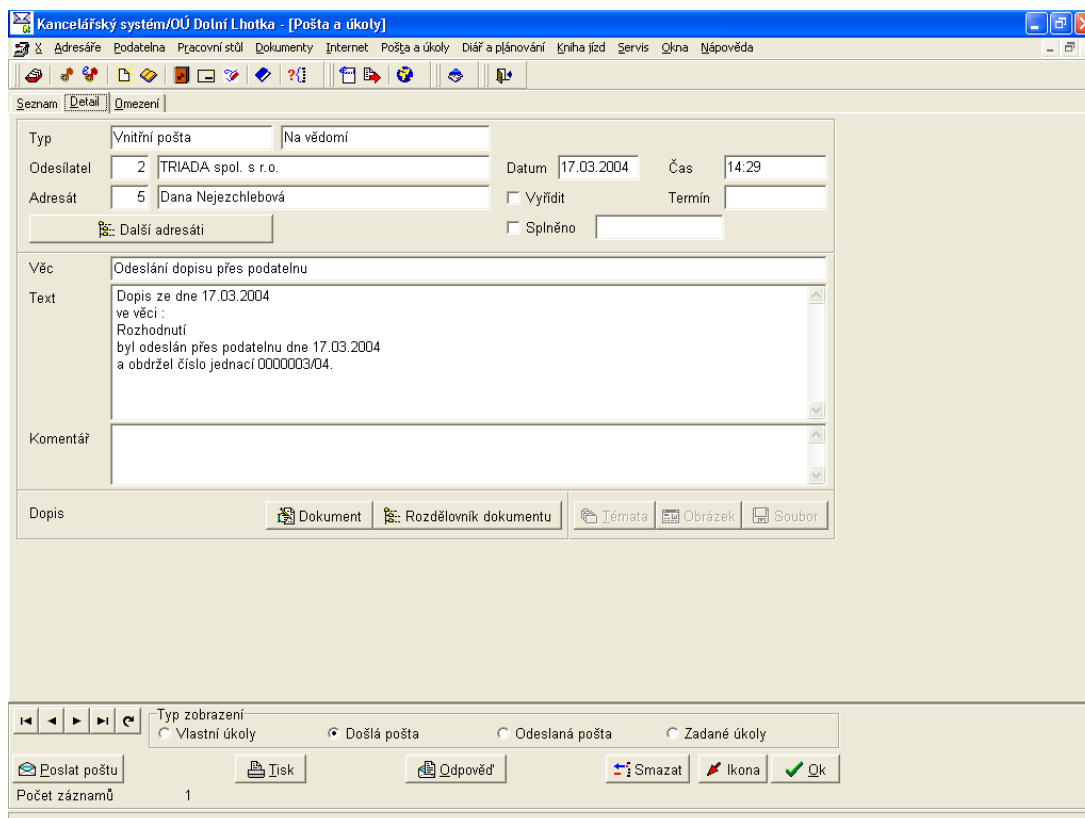 Kancelářský systém/OÚ Dolní Lhotka - [Pošta a úkoly]
X Adresáře Podatelna Pracovní stůl Dokumenty Internet Pošta a úkoly Diář a plánování Kniha jízd Servis Okna Nápověda
Seznam Detail Omezení
Typ Vnitřní pošta Na vědomí
Odesílatel 2 TRIADA spol. s r.o. Datum 17.03.2004 Čas 14:29
Adresát 5 Dana Nejezchlebová Vyřídit Termín
Další adresáti Splněno
Věc Odeslání dopisu přes podatelnu
Text Dopis ze dne 17.03.2004
ve věci :
Rozhodnutí
byl odeslán přes podatelnu dne 17.03.2004
a obdržel číslo jednací 0000003/04.
Komentář
Dopis Dokument Rozdělovník dokumentu Témata Obrázek Soubor
Typ zobrazení
Vlastní úkoly Došlá pošta Odeslaná pošta Zadané úkoly
Poslat poštu Tisk Odpověď Smazat Ikona Ok
Počet záznamů 1